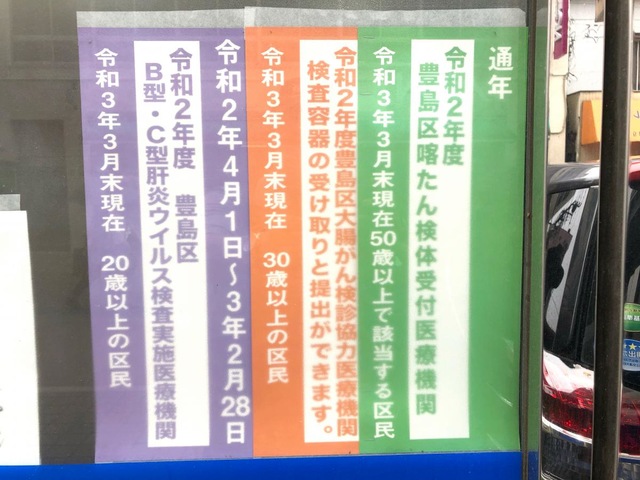 通年
令和2年度
豊島区喀たん検体受付医療機関
令和3年3月末現在50歳以上で該当する区民
令和2年度豊島区大腸がん検診協力医療機関
検査容器の受け取りと提出ができます。
令和3年3月末現在 30歳以上の区民
令和2年4月1日～3年2月28日
令和2年度 豊島区
B型・C型肝炎ウイルス検査実施医療機関
令和3年3月末現在 20歳以上の区民